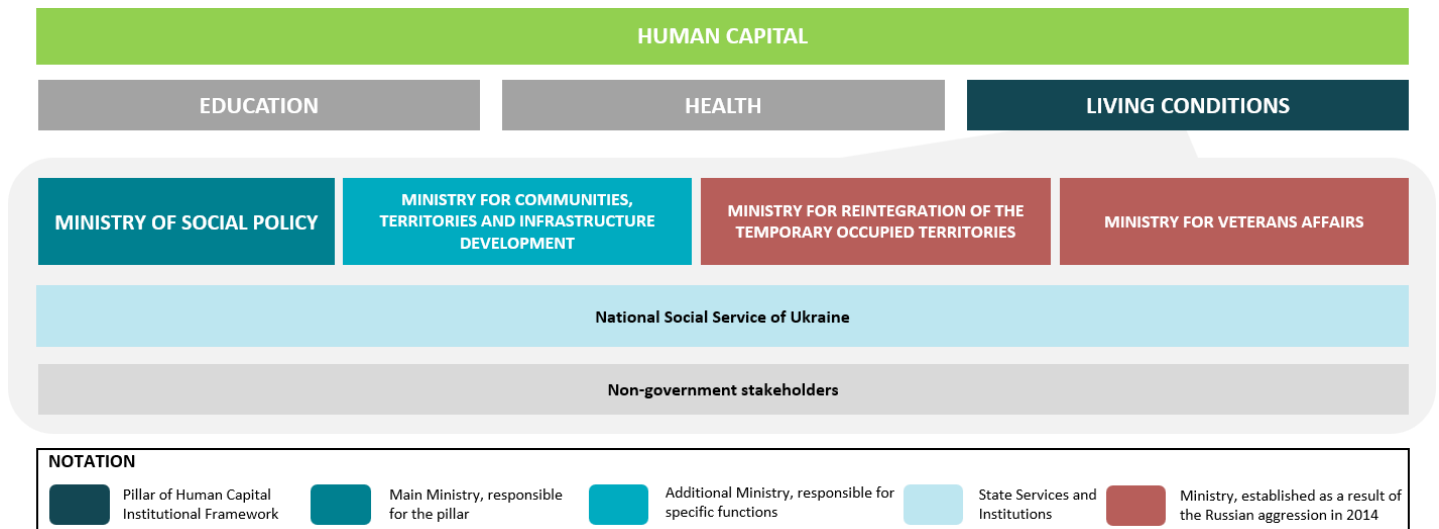 HUMAN CAPITAL
EDUCATION
HEALTH
LIVING CONDITIONS
MINISTRY OF SOCIAL POLICY
MINISTRY FOR COMMUNITIES,
TERRITORIES AND INFRASTRUCTURE
DEVELOPMENT
MINISTRY FOR REINTEGRATION OF THE
TEMPORARY OCCUPIED TERRITORIES
MINISTRY FOR VETERANS AFFAIRS
National Social Service of Ukraine
Non-government stakeholders
NOTATION
Pillar of Human Capital
Institutional Framework
Main Ministry, responsible
for the pillar
Additional Ministry, responsible for
specific functions
State Services and
Institutions
Ministry, established as a result of
the Russian aggression in 2014